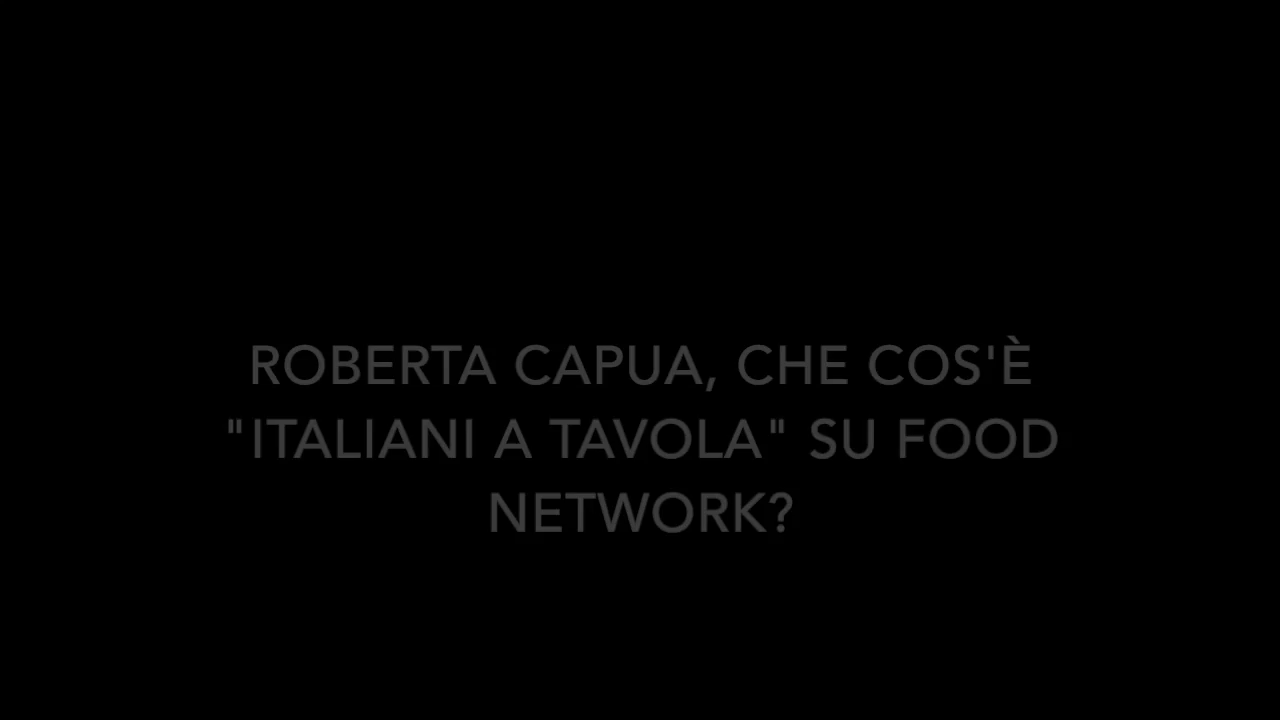 ROBERTA CAPUA, CHE COS'È
"ITALIANI A TAVOLA" SU FOOD
NETWORK?